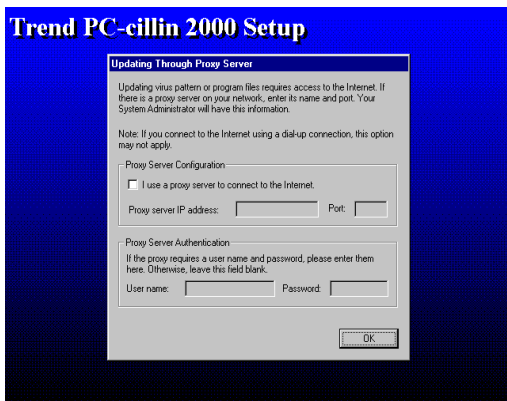 Trend PC-cillin 2000 Setup
Updating Through Proxy Server
Updating virus pattern or program files requires access to the Internet. If
there is a proxy server on your network, enter its name and port. Your
System Administrator will have this information.
Note: If you connect to the Internet using a dial-up connection, this option
may not apply.
Proxy Server Configuration
I use a proxy server to connect to the Internet.
Proxy server IP address: Port:
Proxy Server Authentication
If the proxy requires a user name and password, please enter them
here. Otherwise, leave this field blank.
User name: Password:
OK